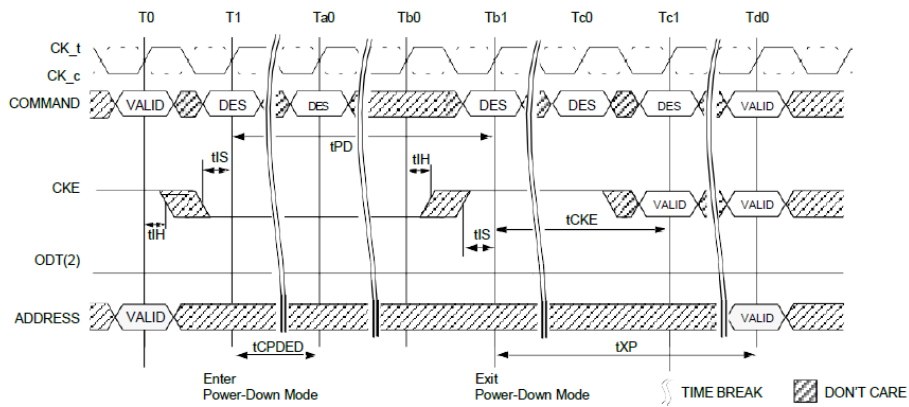 T0 T1 Ta0 Tb0 Tb1 Tc0 Tc1 Td0
CK_t
CK_c
COMMAND VALID DES DES DES DES DES VALID
tPD
tIS tIH
CKE VALID VALID
tIH tIS tCKE
ODT(2)
ADDRESS VALID VALID
tCPDED tXP
Enter Exit
Power-Down Mode Power-Down Mode
TIME BREAK DON'T CARE